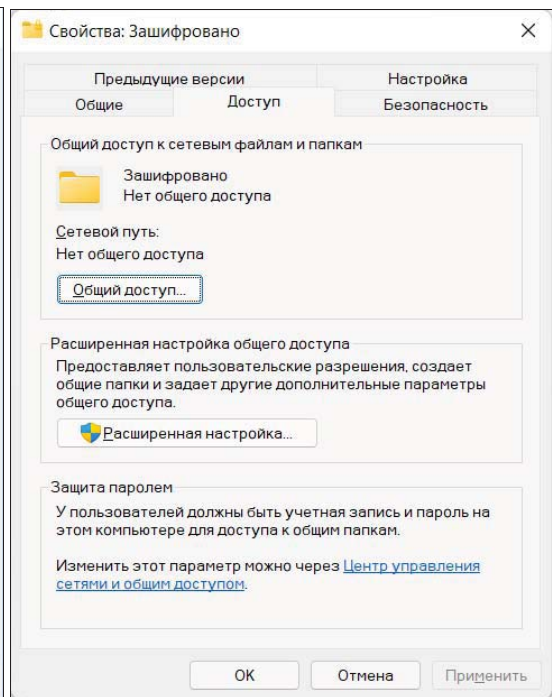 Свойства: Зашифровано
Предыдущие версии
Настройка
Общие
Доступ
Безопасность
Общий доступ к сетевым файлам и папкам
Зашифровано
Нет общего доступа
Сетевой путь:
Нет общего доступа
Общий доступ...
Расширенная настройка общего доступа
Предоставляет пользовательские разрешения, создает
общие папки и задает другие дополнительные параметры
общего доступа.
Расширенная настройка...
Защита паролем
У пользователей должны быть учетная запись и пароль на
этом компьютере для доступа к общим папкам.
Изменить этот параметр можно через Центр управления
сетями и общим доступом.
ОК
Отмена
Применить